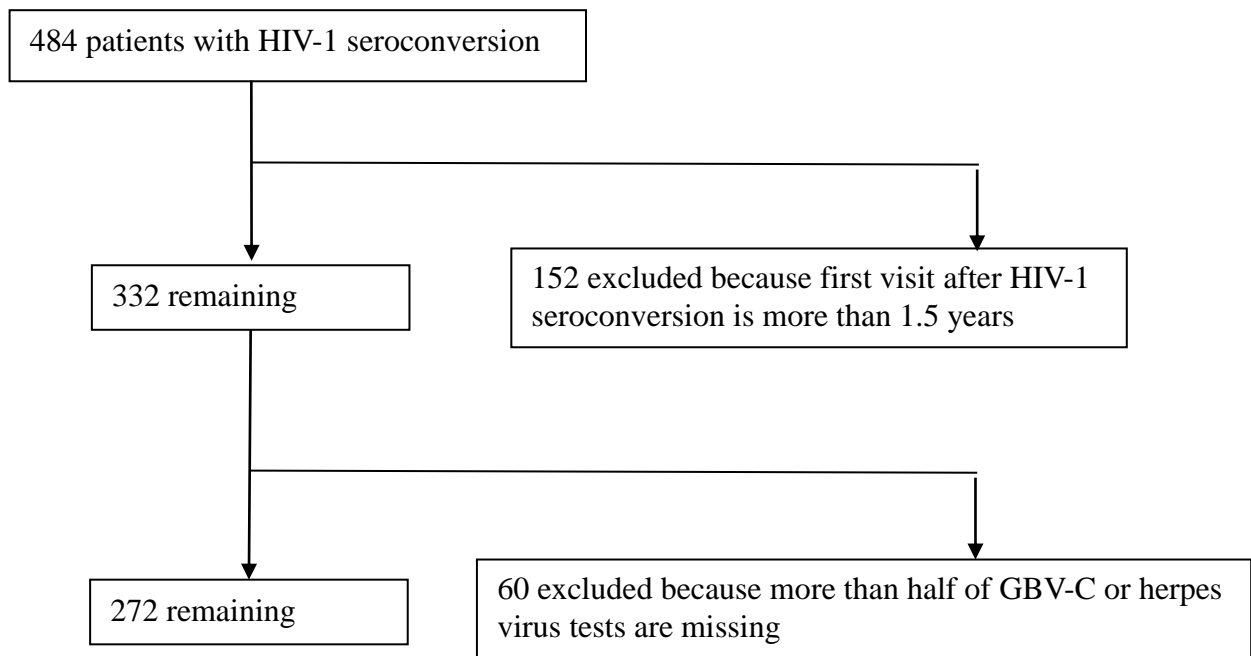 484 patients with HIV-1 seroconversion
332 remaining
152 excluded because first visit after HIV-1
seroconversion is more than 1.5 years
272 remaining
60 excluded because more than half of GBV-C or herpes
virus tests are missing